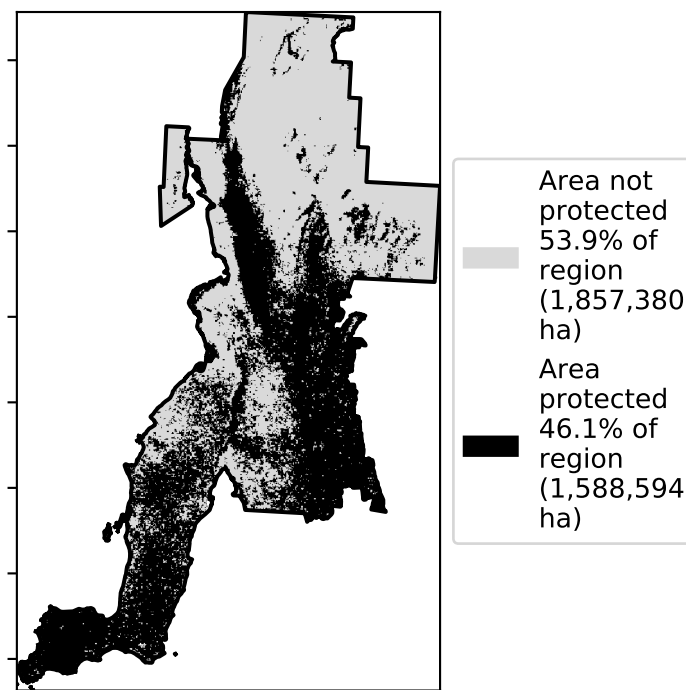 Area not
protected
53.9% of
region
(1,857,380
ha)
Area
protected
46.1% of
region
(1,588,594
ha)